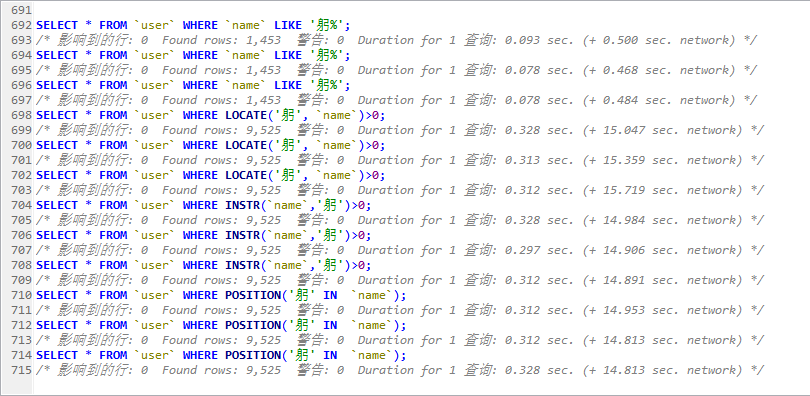 691
692 SELECT * FROM `user` WHERE `name` LIKE '躬%';
693 /* 影响到的行: 0  Found rows: 1,453  警告: 0  Duration for 1 查询: 0.093 sec. (+ 0.500 sec. network) */
694 SELECT * FROM `user` WHERE `name` LIKE '躬%';
695 /* 影响到的行: 0  Found rows: 1,453  警告: 0  Duration for 1 查询: 0.078 sec. (+ 0.468 sec. network) */
696 SELECT * FROM `user` WHERE `name` LIKE '躬%';
697 /* 影响到的行: 0  Found rows: 1,453  警告: 0  Duration for 1 查询: 0.078 sec. (+ 0.484 sec. network) */
698 SELECT * FROM `user` WHERE LOCATE('躬', `name`)>0;
699 /* 影响到的行: 0  Found rows: 9,525  警告: 0  Duration for 1 查询: 0.328 sec. (+ 15.047 sec. network) */
700 SELECT * FROM `user` WHERE LOCATE('躬', `name`)>0;
701 /* 影响到的行: 0  Found rows: 9,525  警告: 0  Duration for 1 查询: 0.313 sec. (+ 15.359 sec. network) */
702 SELECT * FROM `user` WHERE LOCATE('躬', `name`)>0;
703 /* 影响到的行: 0  Found rows: 9,525  警告: 0  Duration for 1 查询: 0.312 sec. (+ 15.719 sec. network) */
704 SELECT * FROM `user` WHERE INSTR(`name`,'躬')>0;
705 /* 影响到的行: 0  Found rows: 9,525  警告: 0  Duration for 1 查询: 0.328 sec. (+ 14.984 sec. network) */
706 SELECT * FROM `user` WHERE INSTR(`name`,'躬')>0;
707 /* 影响到的行: 0  Found rows: 9,525  警告: 0  Duration for 1 查询: 0.297 sec. (+ 14.906 sec. network) */
708 SELECT * FROM `user` WHERE INSTR(`name`,'躬')>0;
709 /* 影响到的行: 0  Found rows: 9,525  警告: 0  Duration for 1 查询: 0.312 sec. (+ 14.891 sec. network) */
710 SELECT * FROM `user` WHERE POSITION('躬' IN  `name`);
711 /* 影响到的行: 0  Found rows: 9,525  警告: 0  Duration for 1 查询: 0.312 sec. (+ 14.953 sec. network) */
712 SELECT * FROM `user` WHERE POSITION('躬' IN  `name`);
713 /* 影响到的行: 0  Found rows: 9,525  警告: 0  Duration for 1 查询: 0.312 sec. (+ 14.813 sec. network) */
714 SELECT * FROM `user` WHERE POSITION('躬' IN  `name`);
715 /* 影响到的行: 0  Found rows: 9,525  警告: 0  Duration for 1 查询: 0.328 sec. (+ 14.813 sec. network) */